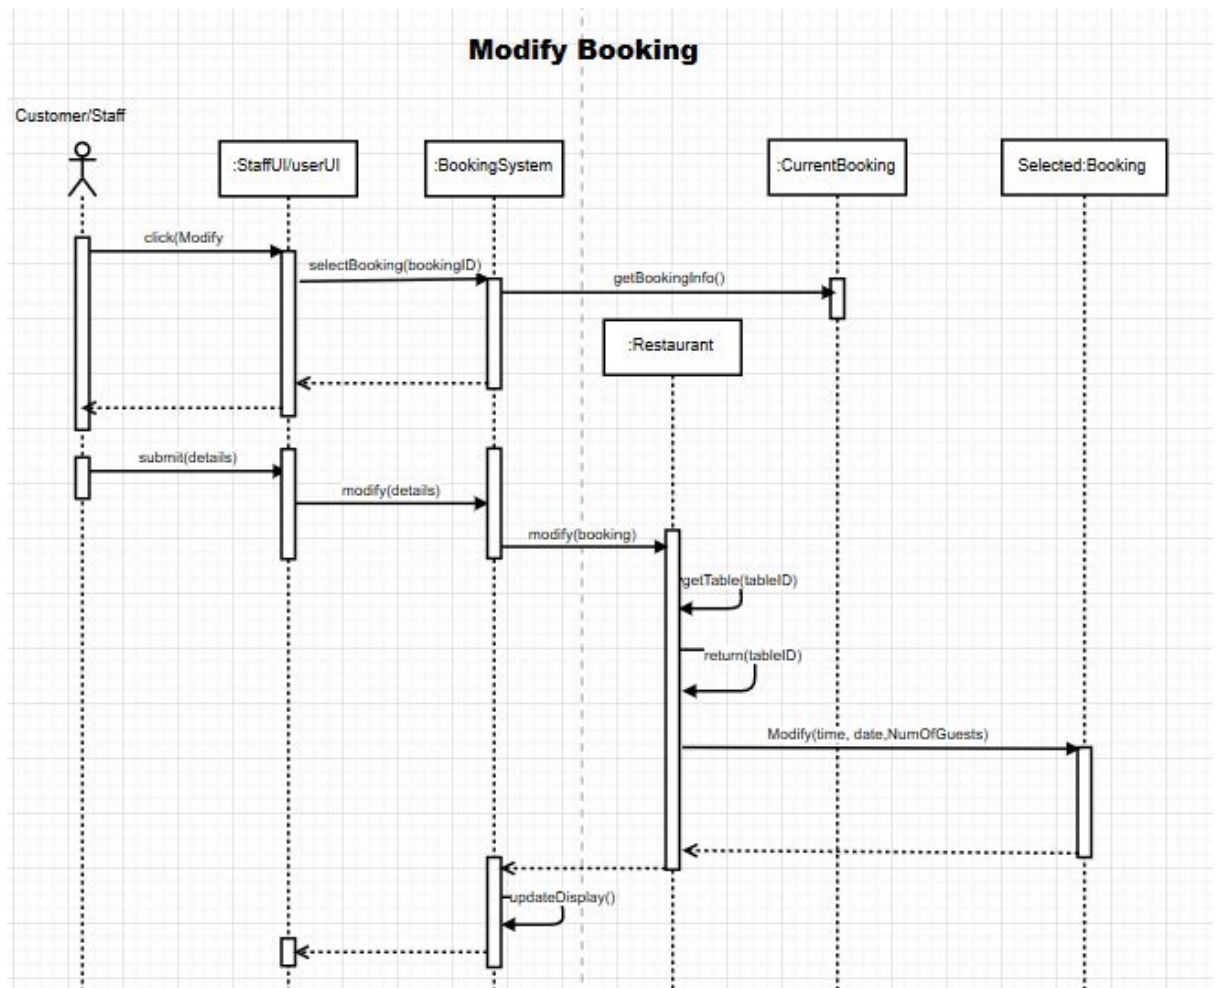 Modify Booking
Customer/Staff
:StaffUI/userUI
:BookingSystem
:CurrentBooking
Selected:Booking
click(Modify
selectBooking(bookingID)
getBookingInfo()
:Restaurant
submit(details)
modify(details)
modify(booking)
getTable(tableID)
return(tableID)
Modify(time, date,NumOfGuests)
updateDisplay()